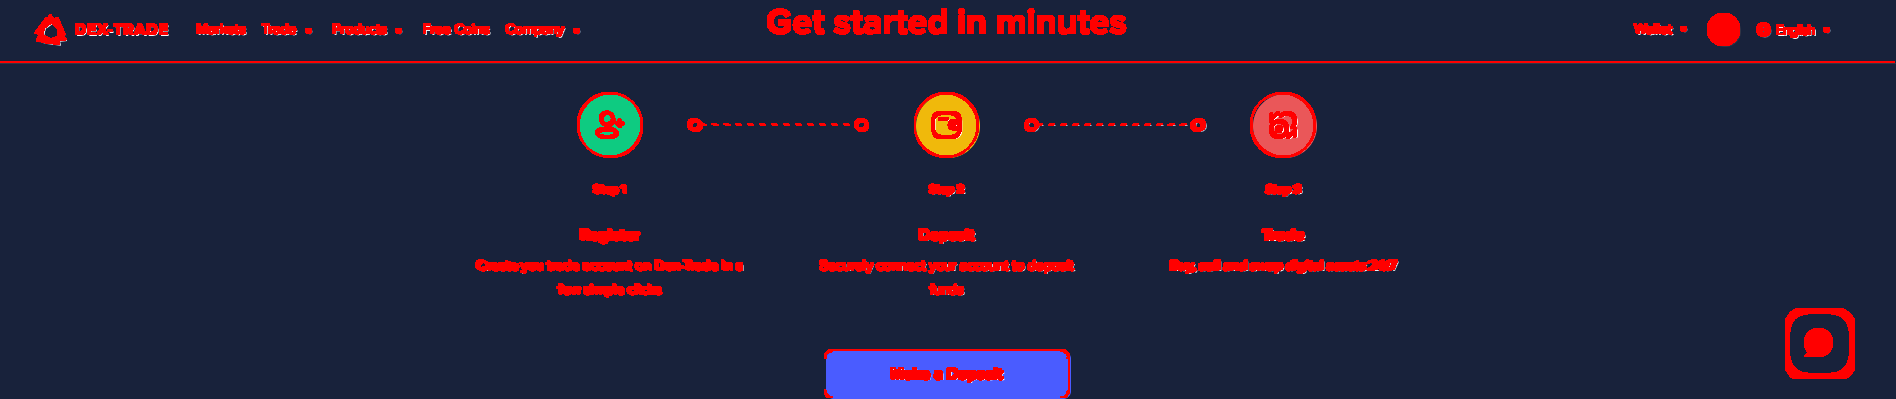 DEX-TRADE Markets Trade Products Free Coins Company Wallet English
Get started in minutes
Step 1 Step 2 Step 3
Register Deposit Trade
Create you trade account on Dex-Trade in a
few simple clicks
Securely connect your account to deposit
funds
Buy, sell and swap digital assets 24/7
Make a Deposit